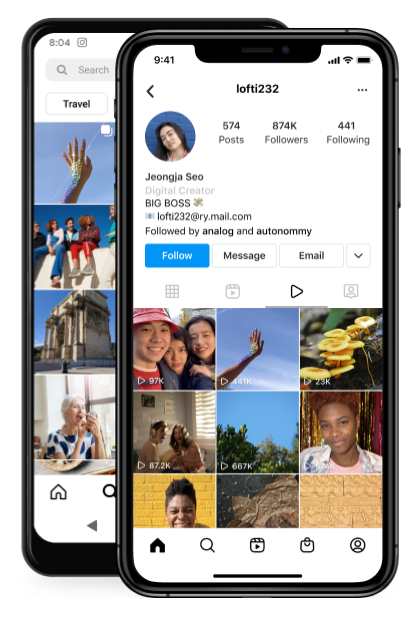 8:04
Search
Travel
9:41
lofti232
574 874K 441
Posts Followers Following
Jeongja Seo
Digital Creator
BIG BOSS
lofti232@ry.mail.com
Followed by analog and autonommy
Follow Message Email
97K 441K 23K
87.2K 667K